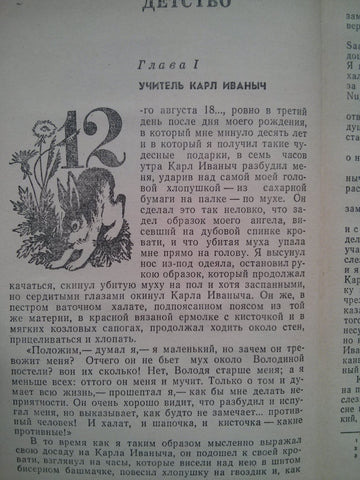 ДЕТСТВО
Глава I
УЧИТЕЛЬ КАРЛ ИВАНЫЧ
12
-го августа 18..., ровно в третий
день после дня моего рождения,
в который мне минуло десять лет
и в который я получил такие чу-
десные подарки, в семь часов
утра Карл Иваныч разбудил ме-
ня, ударив над самой моей голо-
вой хлопушкой — из сахарной
бумаги на палке — по мухе. Он
сделал это так неловко, что за-
дел образок моего ангела, ви-
севший на дубовой спинке кро-
вати, и что убитая муха упала
мне прямо на голову. Я высунул
нос из-под одеяла, остановил ру-
кою образок, который продолжал
качаться, скинул убитую муху на пол и хотя заспанными,
но сердитыми глазами окинул Карла Иваныча. Он же, в
пестром ваточном халате, подпоясанном поясом из той
же материи, в красной вязаной ермолке с кисточкой и в
мягких козловых сапогах, продолжал ходить около стен,
прицеливаться и хлопать.
«Положим,— думал я,— я маленький, но зачем он
тревожит меня? Отчего он не бьет мух около Володиной
постели? вон их сколько! Нет, Володя старше меня; а я
меньше всех: оттого он меня и мучит. Только о том и ду-
мает всю жизнь,— прошептал я,— как бы мне делать не-
приятности. Он очень хорошо видит, что разбудил и испу-
гал меня, но выказывает, как будто не замечает... против-
ный человек! И халат, и шапочка, и кисточка — какие
противные!»
В то время как я таким образом мысленно выражал
свою досаду на Карла Иваныча, он подошел к своей кро-
вати, взглянул на часы, которые висели над нею в шитом
бисерном башмачке, повесил хлопушку на гвоздик и, как